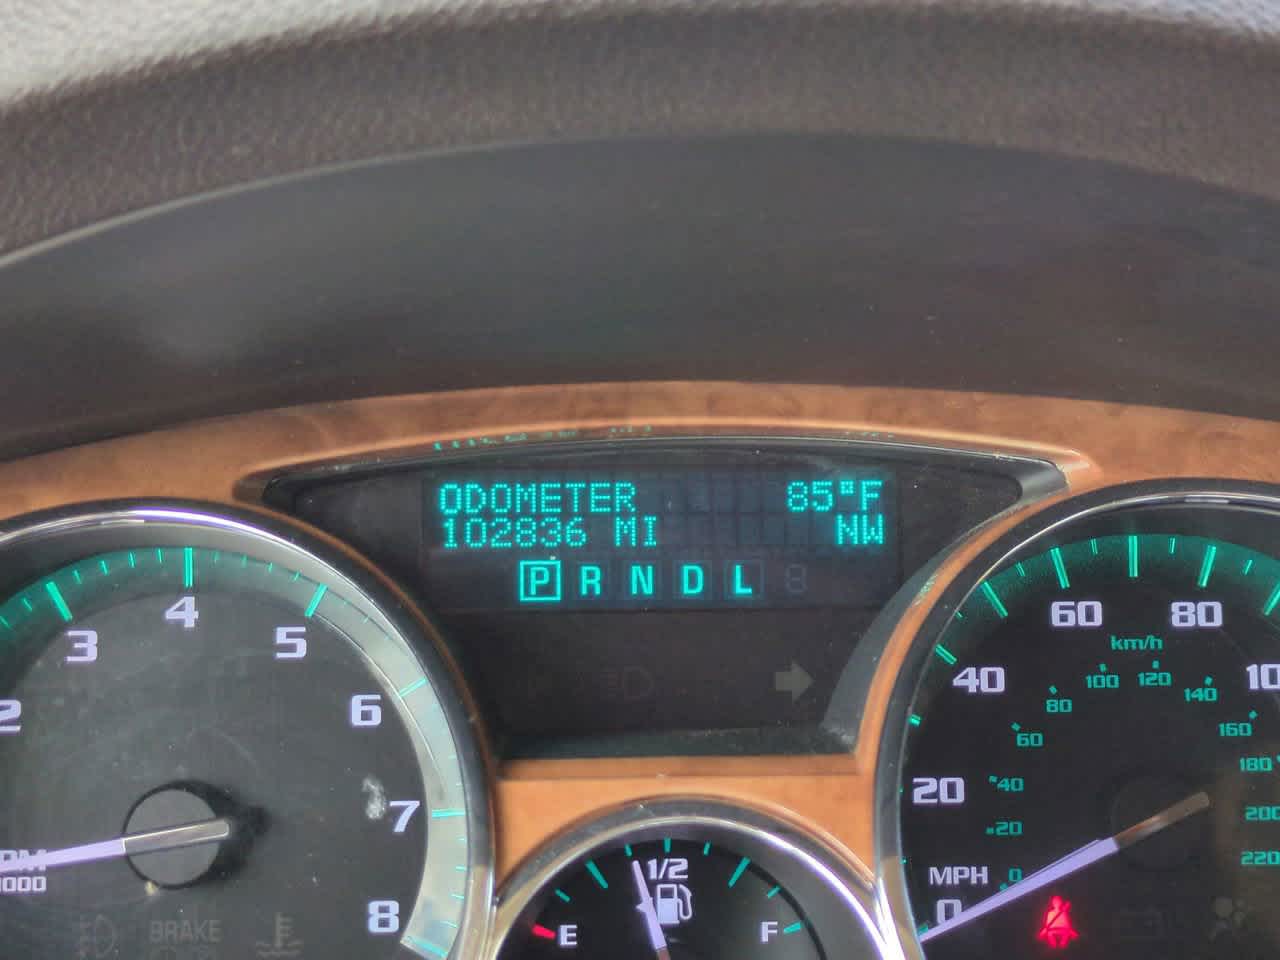 ODOMETER 85°F
102836 MI NW
P R N D L
2 3 4 5 6 7 8
BRAKE
1/2
E F
0 20 40 60 80
MPH
km/h
0 20 40 60 80 100 120 140 160 180 200 220